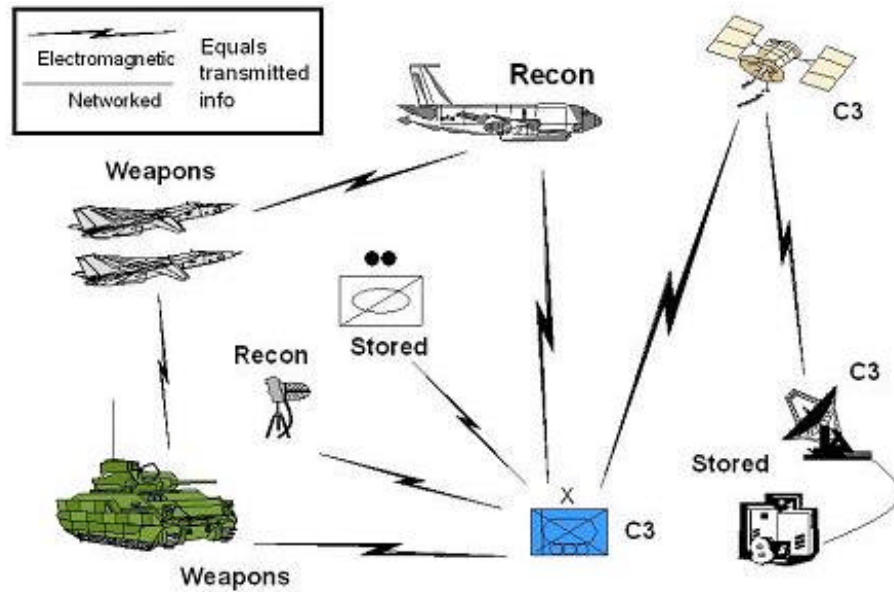 Electromagnetic
Networked
Equals
transmitted
info
Recon
C3
Weapons
Stored
Recon
C3
Stored
X
C3
Weapons